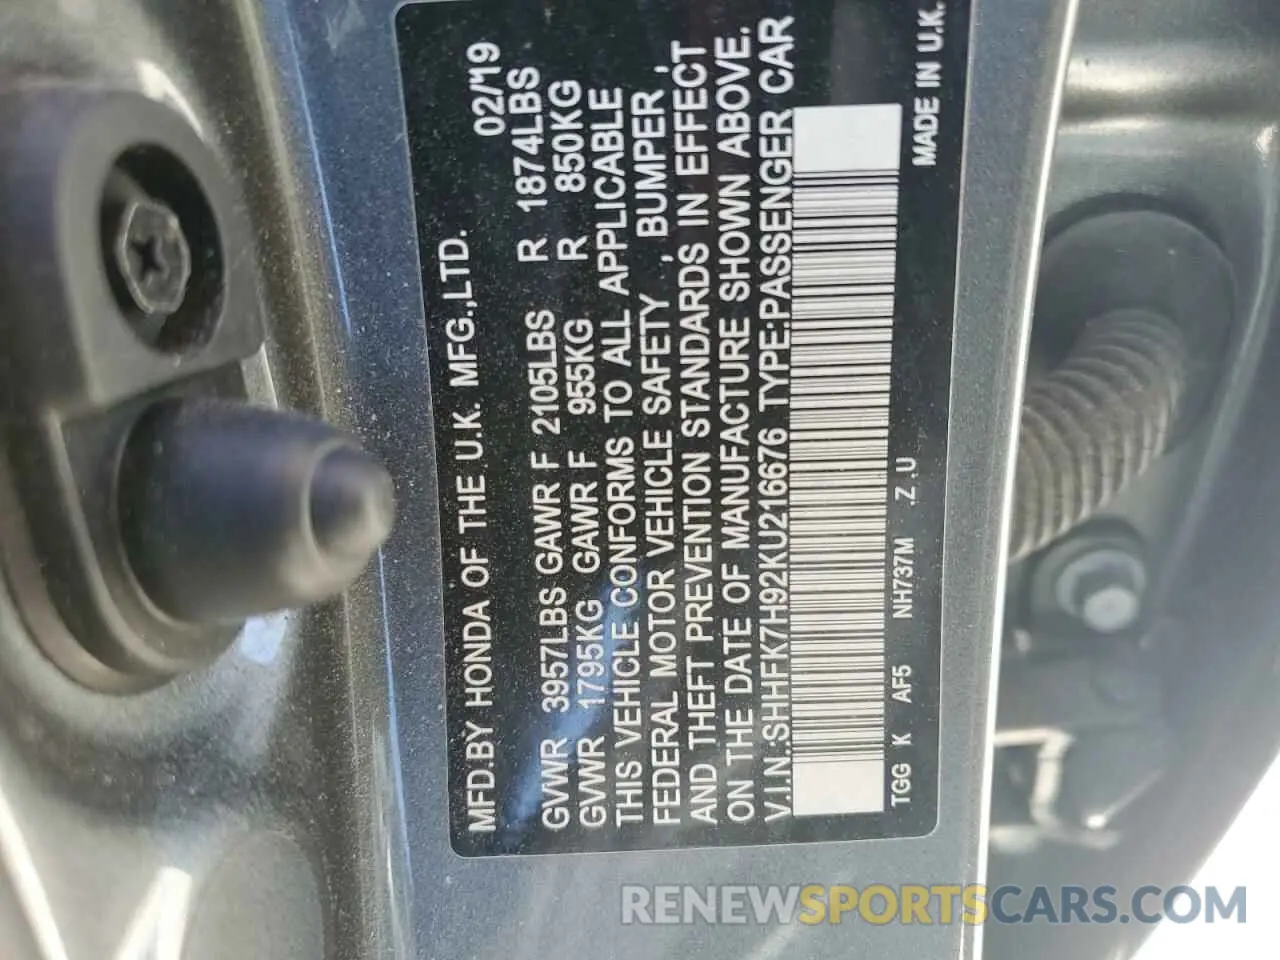 MFD.BY HONDA OF THE U.K. MFG.,LTD. 02/19
GVWR 3957LBS GAWR F 2105LBS R 1874LBS
GVWR 1795KG GAWR F 955KG R 850KG
THIS VEHICLE CONFORMS TO ALL APPLICABLE
FEDERAL MOTOR VEHICLE SAFETY , BUMPER ,
AND THEFT PREVENTION STANDARDS IN EFFECT
ON THE DATE OF MANUFACTURE SHOWN ABOVE.
V.I.N.:SHHFK7H92KU216676 TYPE:PASSENGER CAR
TGG K AF5 NH737M .Z .U MADE IN U.K.
RENEWSPORTSCARS.COM